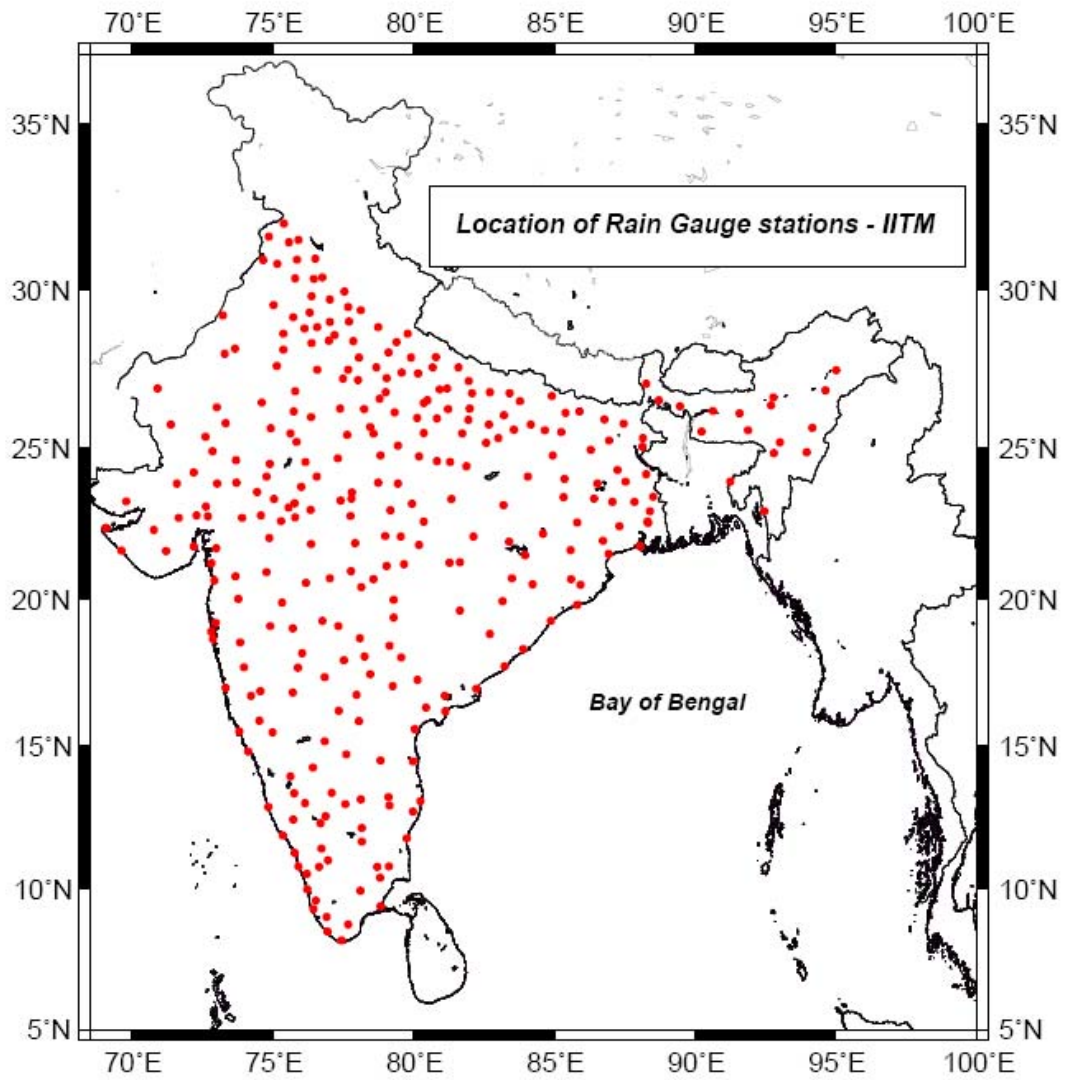 70°E 75°E 80°E 85°E 90°E 95°E 100°E
35°N 35°N
Location of Rain Gauge stations - IITM
30°N 30°N
25°N 25°N
20°N 20°N
Bay of Bengal
15°N 15°N
10°N 10°N
5°N 5°N
70°E 75°E 80°E 85°E 90°E 95°E 100°E